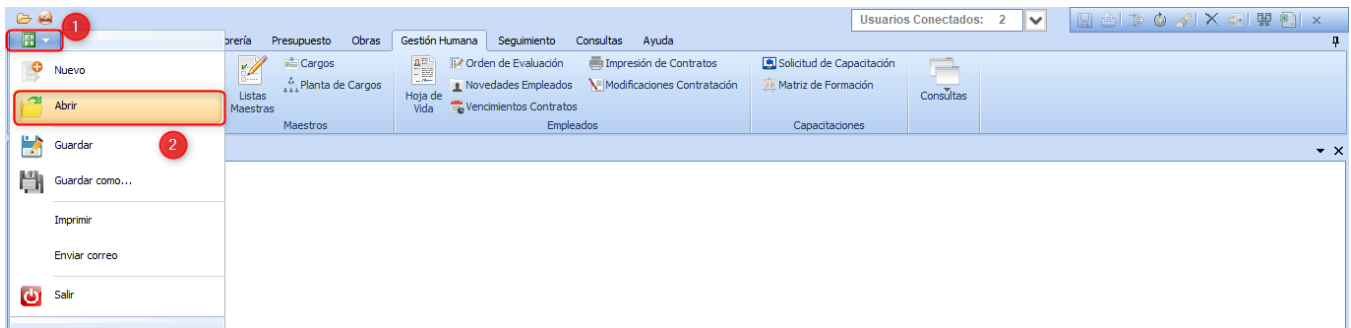 Usuarios Conectados: 2
1
orería Presupuesto Obras Gestión Humana Seguimiento Consultas Ayuda
Nuevo
Abrir
Guardar
2
Guardar como...
Imprimir
Enviar correo
Salir
Listas
Maestras
Cargos
Planta de Cargos
Maestros
Hoja de
Vida
Orden de Evaluación
Novedades Empleados
Vencimientos Contratos
Impresión de Contratos
Modificaciones Contratación
Empleados
Solicitud de Capacitación
Matriz de Formación
Capacitaciones
Consultas